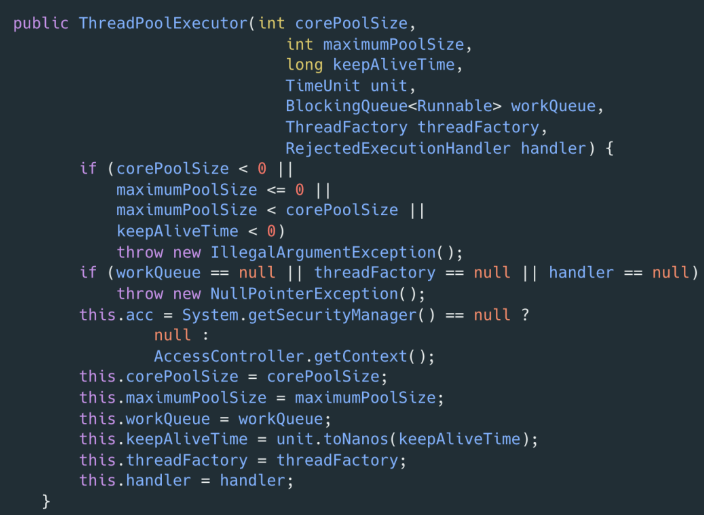 public ThreadPoolExecutor(int corePoolSize,
int maximumPoolSize,
long keepAliveTime,
TimeUnit unit,
BlockingQueue<Runnable> workQueue,
ThreadFactory threadFactory,
RejectedExecutionHandler handler) {
if (corePoolSize < 0 ||
maximumPoolSize <= 0 ||
maximumPoolSize < corePoolSize ||
keepAliveTime < 0)
throw new IllegalArgumentException();
if (workQueue == null || threadFactory == null || handler == null)
throw new NullPointerException();
this.acc = System.getSecurityManager() == null ?
null :
AccessController.getContext();
this.corePoolSize = corePoolSize;
this.maximumPoolSize = maximumPoolSize;
this.workQueue = workQueue;
this.keepAliveTime = unit.toNanos(keepAliveTime);
this.threadFactory = threadFactory;
this.handler = handler;
}